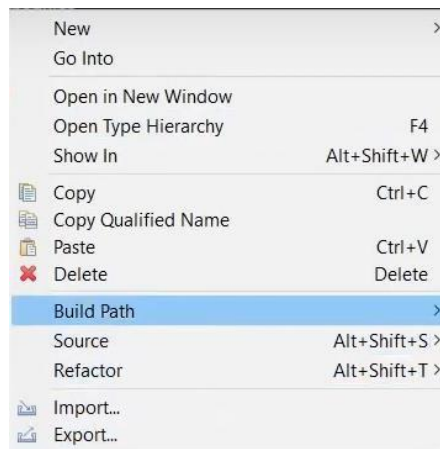 New >
Go Into
Open in New Window
Open Type Hierarchy F4
Show In Alt+Shift+W >
Copy Ctrl+C
Copy Qualified Name
Paste Ctrl+V
Delete Delete
Build Path >
Source Alt+Shift+S >
Refactor Alt+Shift+T >
Import...
Export...